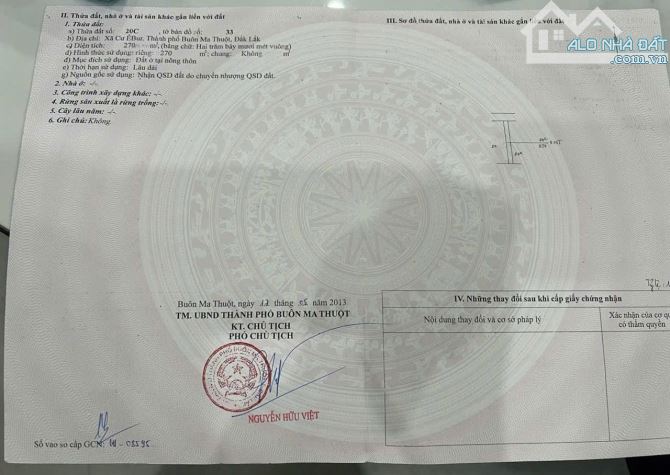 II. Thửa đất, nhà ở và tài sản khác gắn liền với đất
1. Thửa đất:
a) Thửa đất số: 20C, tờ bản đồ số: 33
b) Địa chỉ: Xã Cư ÊBur, Thành phố Buôn Ma Thuột, Đắk Lắk
c) Diện tích: 270 m², (bằng chữ: Hai trăm bảy mươi mét vuông)
d) Hình thức sử dụng: riêng: 270 m²; chung: Không m²
đ) Mục đích sử dụng: Đất ở tại nông thôn
e) Thời hạn sử dụng: Lâu dài
g) Nguồn gốc sử dụng: Nhận QSD đất do chuyển nhượng QSD đất.
2. Nhà ở: -/-
3. Công trình xây dựng khác: -/-
4. Rừng sản xuất là rừng trồng: -/-
5. Cây lâu năm: -/-
6. Ghi chú: Không.
Buôn Ma Thuột, ngày 12 tháng 05 năm 2013
TM. UBND THÀNH PHỐ BUÔN MA THUỘT
KT. CHỦ TỊCH
PHÓ CHỦ TỊCH
NGUYỄN HỮU VIỆT
Số vào sổ cấp GCN:
III. Sơ đồ thửa đất, nhà ở và tài sản khác gắn liền với đất
ALO NHÀ ĐẤT
IV. Những thay đổi sau khi cấp giấy chứng nhận
Nội dung thay đổi và cơ sở pháp lý
Xác nhận của cơ qu
có thẩm quyền